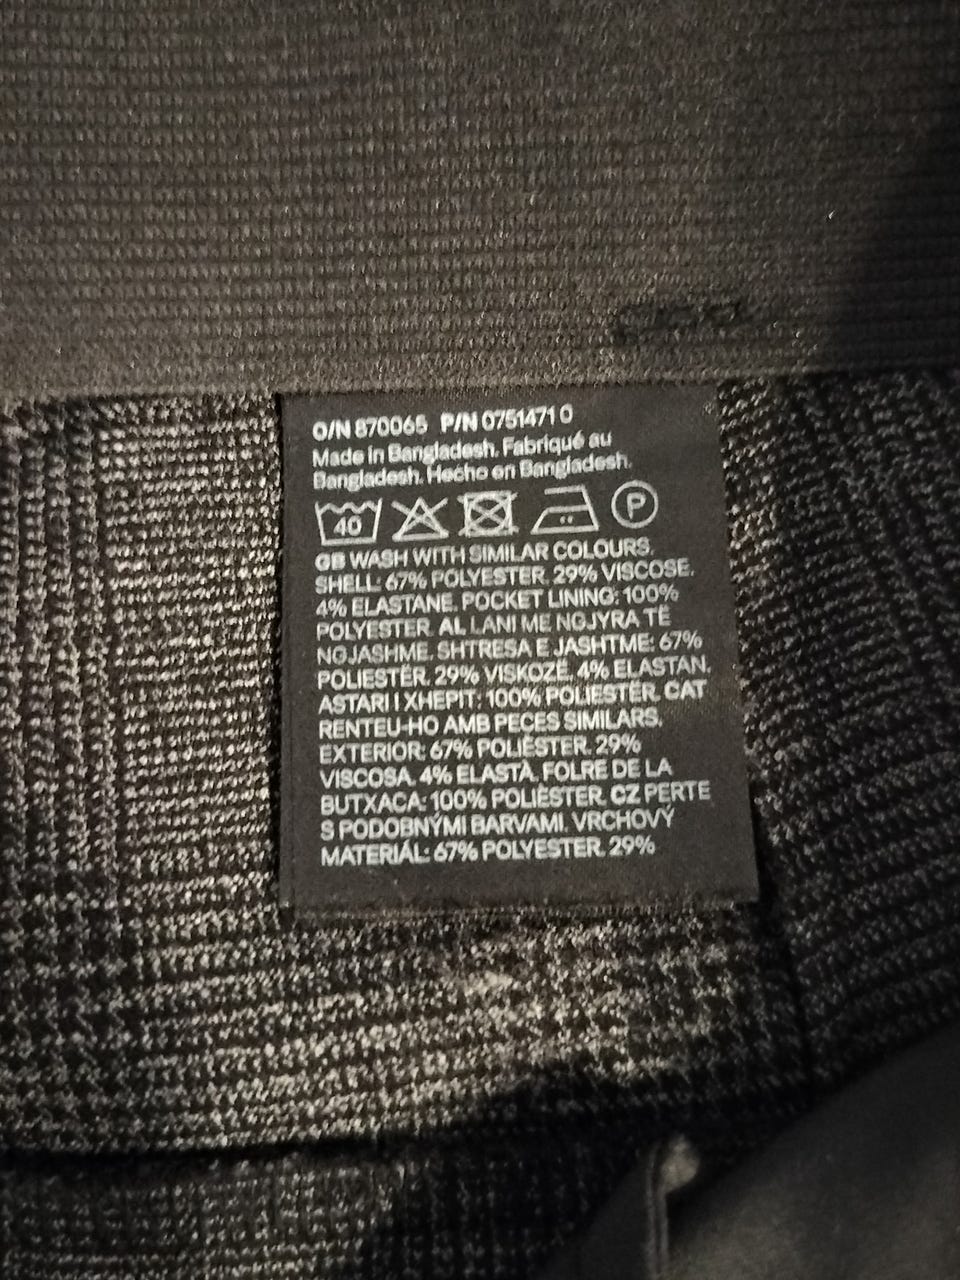 O/N 870065 P/N 0751471 0
Made in Bangladesh. Fabriqué au
Bangladesh. Hecho en Bangladesh.
40 P
GB WASH WITH SIMILAR COLOURS.
SHELL: 67% POLYESTER. 29% VISCOSE.
4% ELASTANE. POCKET LINING: 100%
POLYESTER. AL LANI ME NGJYRA TË
NGJASHME. SHTRESA E JASHTME: 67%
POLIESTËR. 29% VISKOZË. 4% ELASTAN.
ASTARI I XHEPIT: 100% POLIESTËR. CAT
RENTEU-HO AMB PECES SIMILARS.
EXTERIOR: 67% POLIÈSTER. 29%
VISCOSA. 4% ELASTÀ. FOLRE DE LA
BUTXACA: 100% POLIÈSTER. CZ PERTE
S PODOBNÝMI BARVAMI. VRCHOVÝ
MATERIÁL: 67% POLYESTER. 29%